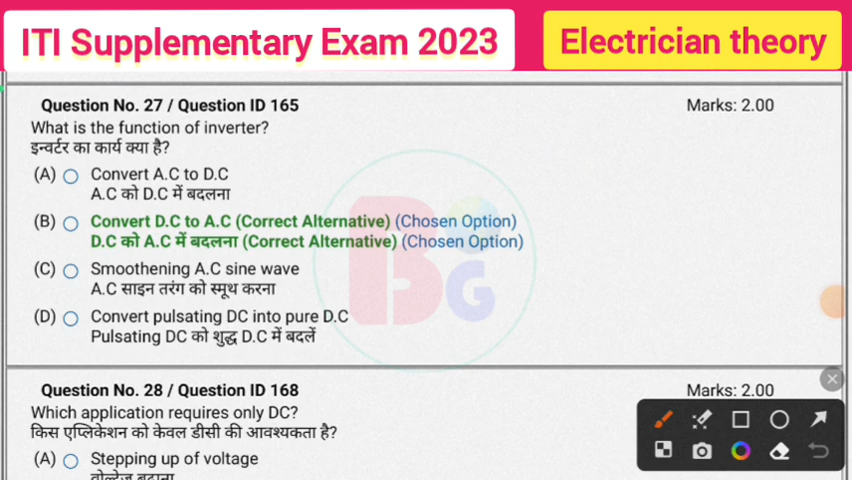 ITI Supplementary Exam 2023
Electrician theory
Question No. 27 / Question ID 165
Marks: 2.00
What is the function of inverter?
इन्वर्टर का कार्य क्या है?
(A) Convert A.C to D.C
A.C को D.C में बदलना
(B) Convert D.C to A.C (Correct Alternative) (Chosen Option)
D.C को A.C में बदलना (Correct Alternative) (Chosen Option)
(C) Smoothening A.C sine wave
A.C साइन तरंग को स्मूथ करना
(D) Convert pulsating DC into pure D.C
Pulsating DC को शुद्ध D.C में बदलें
BG
Question No. 28 / Question ID 168
Marks: 2.00
Which application requires only DC?
किस एप्लिकेशन को केवल डीसी की आवश्यकता है?
(A) Stepping up of voltage
वोल्टेज बढ़ाना